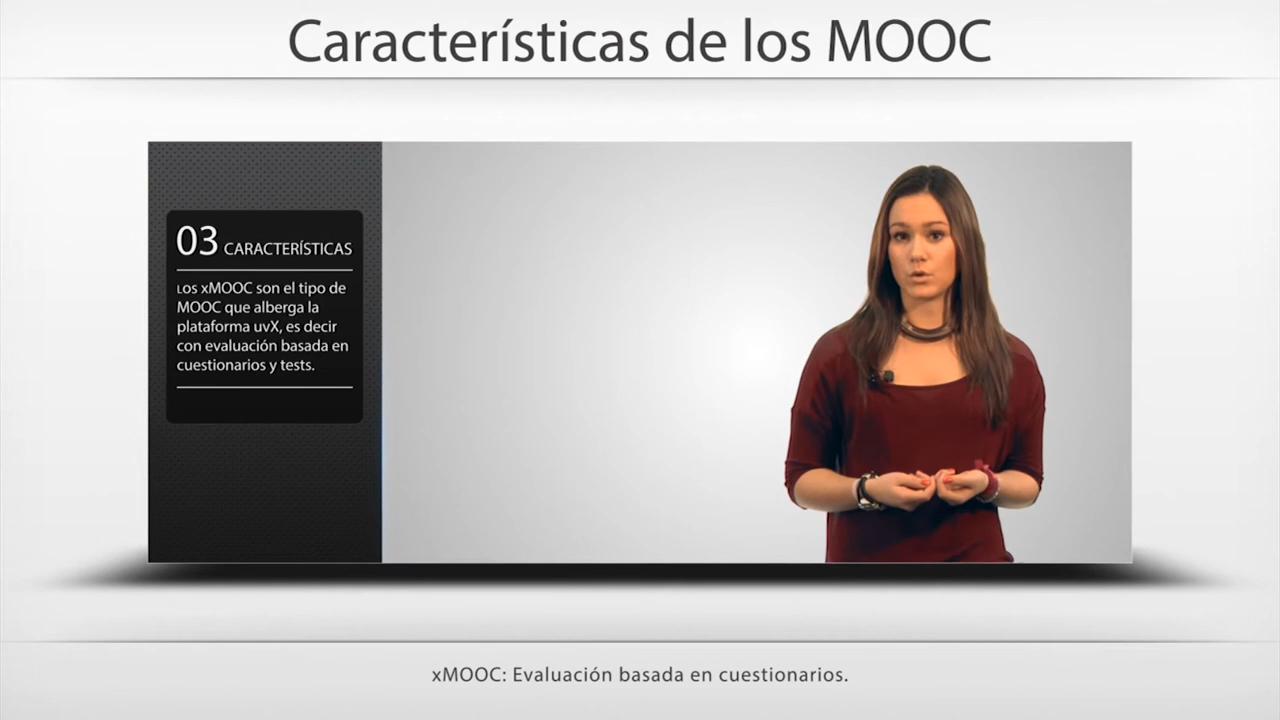 Características de los MOOC
03 CARACTERÍSTICAS
Los xMOOC son el tipo de
MOOC que alberga la
plataforma uvX, es decir
con evaluación basada en
cuestionarios y tests.
xMOOC: Evaluación basada en cuestionarios.